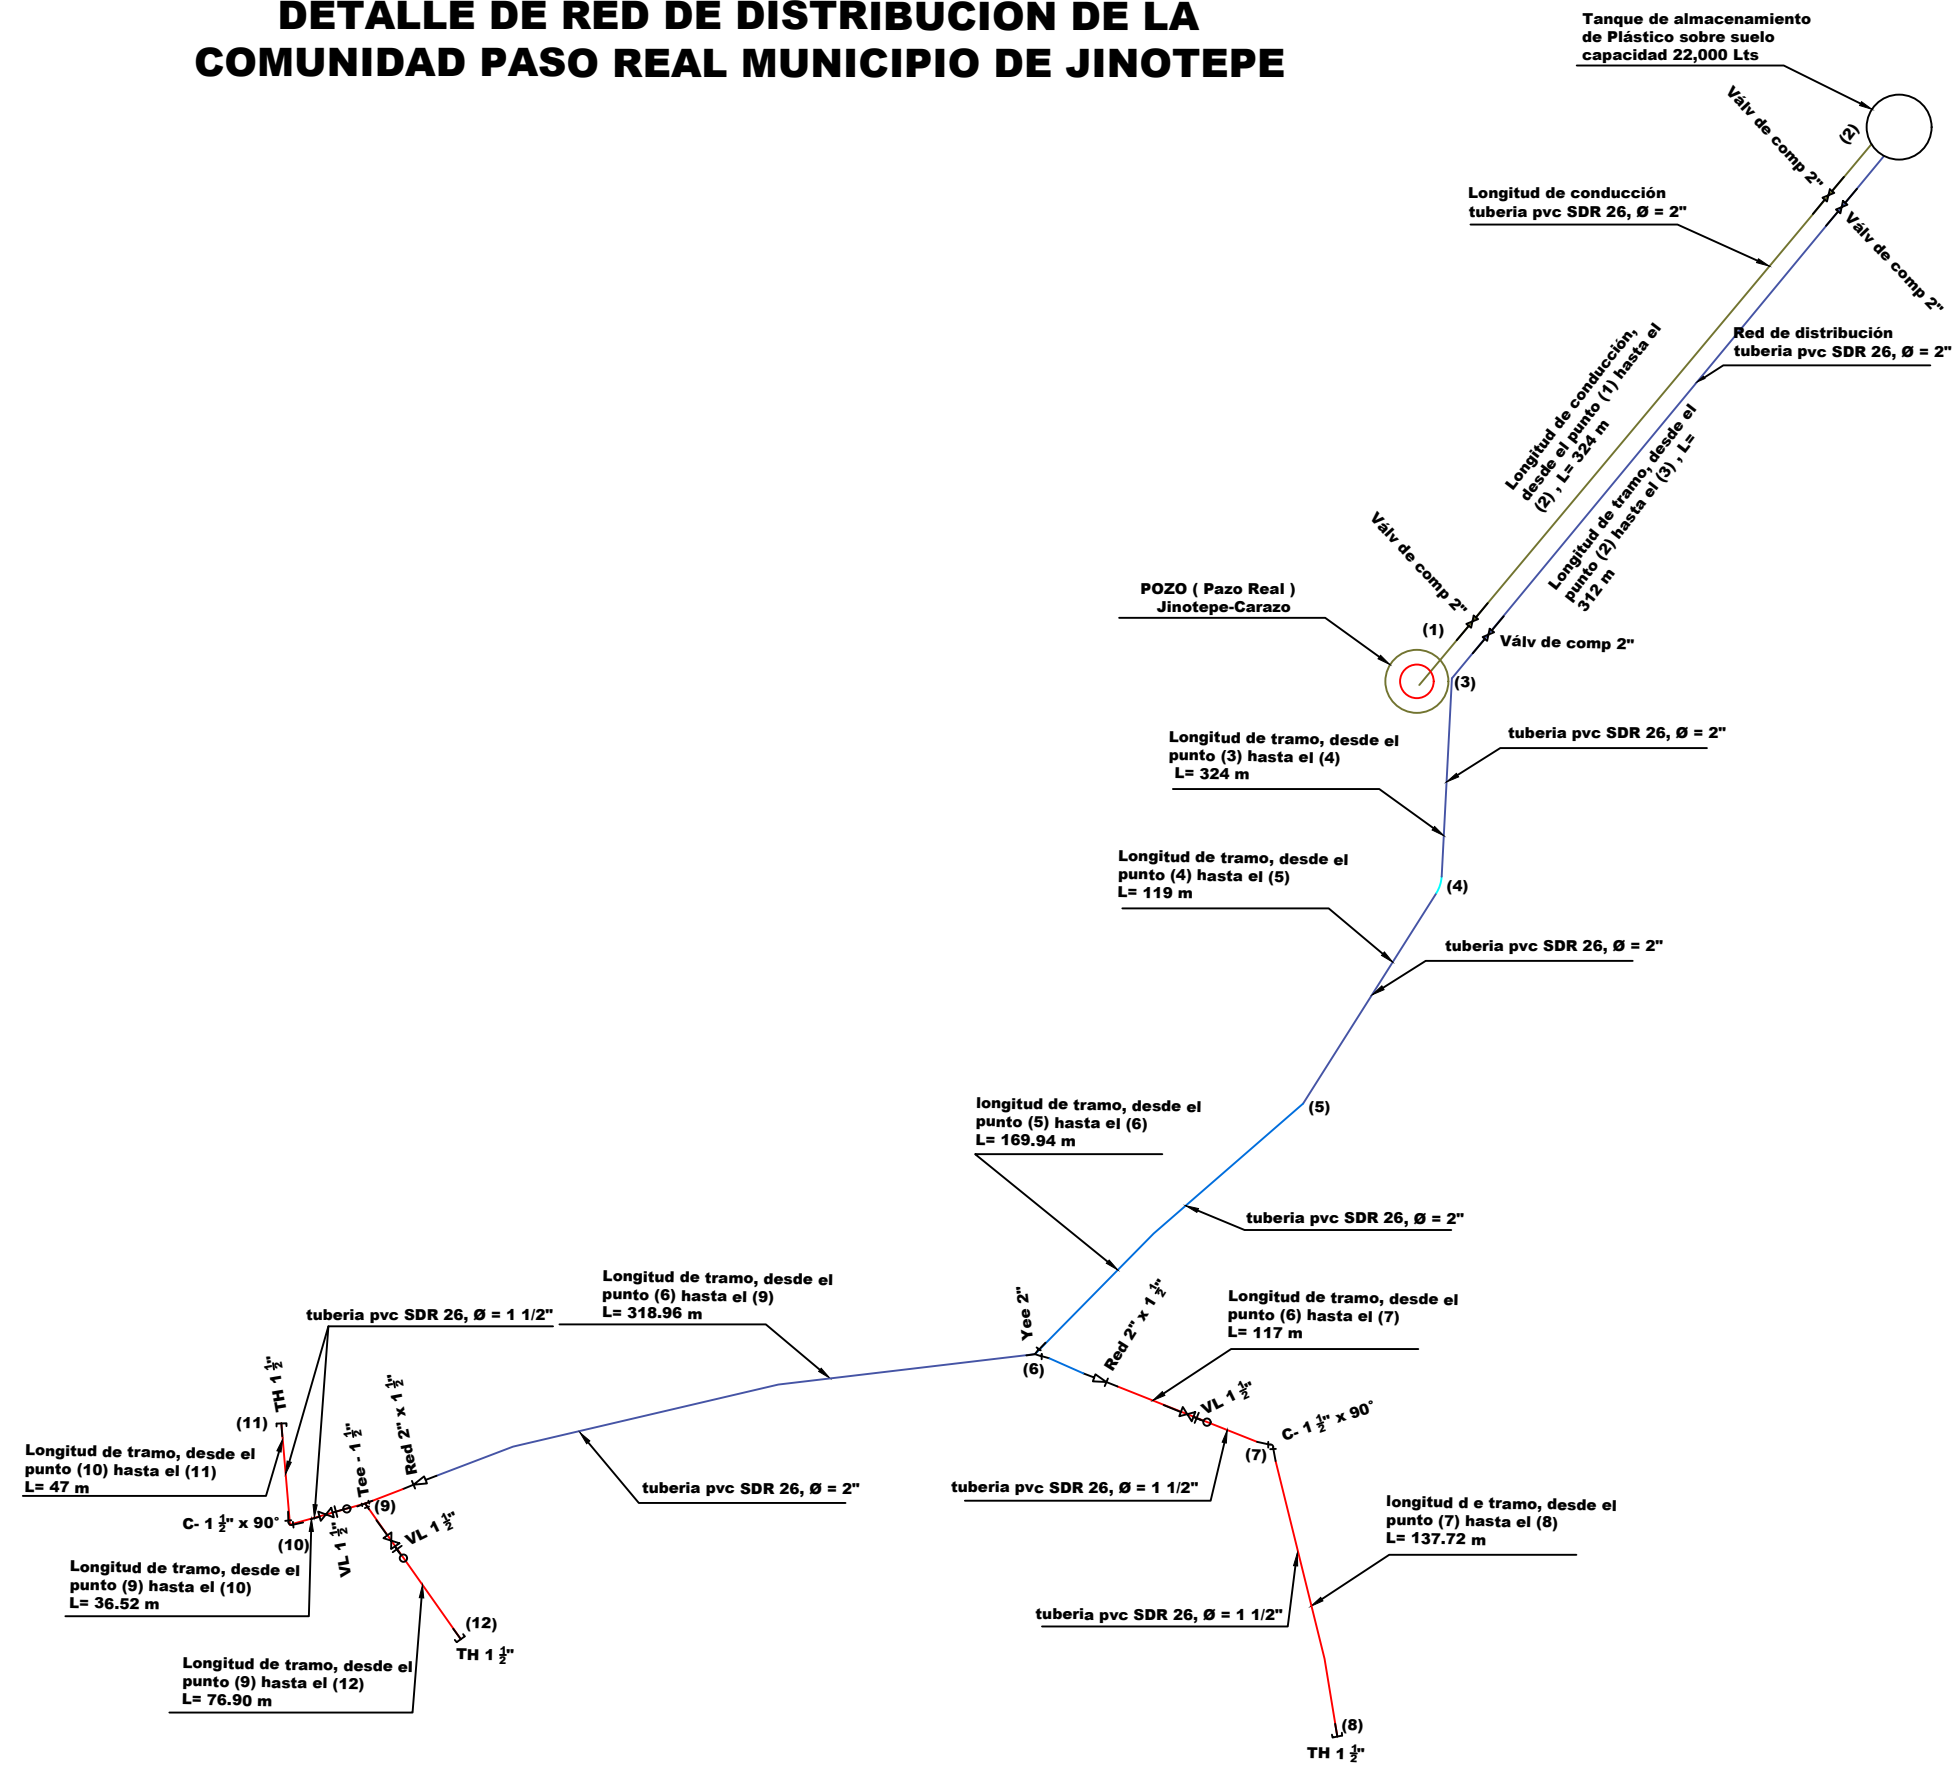 DETALLE DE RED DE DISTRIBUCION DE LA
COMUNIDAD PASO REAL MUNICIPIO DE JINOTEPE
Tanque de almacenamiento
de Plástico sobre suelo
capacidad 22,000 Lts
(2)
Válv de comp 2"
Válv de comp 2"
Longitud de conducción
tuberia pvc SDR 26, Ø = 2"
Red de distribución
tuberia pvc SDR 26, Ø = 2"
Longitud de conducción,
desde el punto (1) hasta el
(2) , L= 324 m
Longitud de tramo, desde el
punto (2) hasta el (3) , L=
312 m
Válv de comp 2"
POZO ( Pazo Real )
Jinotepe-Carazo
(1)
Válv de comp 2"
(3)
Longitud de tramo, desde el
punto (3) hasta el (4)
L= 324 m
tuberia pvc SDR 26, Ø = 2"
Longitud de tramo, desde el
punto (4) hasta el (5)
L= 119 m
(4)
tuberia pvc SDR 26, Ø = 2"
longitud de tramo, desde el
punto (5) hasta el (6)
L= 169.94 m
(5)
tuberia pvc SDR 26, Ø = 2"
Longitud de tramo, desde el
punto (6) hasta el (9)
L= 318.96 m
Yee 2"
(6)
Red 2" x 1 1/2"
Longitud de tramo, desde el
punto (6) hasta el (7)
L= 117 m
tuberia pvc SDR 26, Ø = 1 1/2"
TH 1 1/2"
(11)
Tee - 1 1/2"
Red 2" x 1 1/2"
VL 1 1/2"
C- 1 1/2" x 90°
(7)
Longitud de tramo, desde el
punto (10) hasta el (11)
L= 47 m
tuberia pvc SDR 26, Ø = 2"
tuberia pvc SDR 26, Ø = 1 1/2"
(9)
C- 1 1/2" x 90°
(10)
VL 1 1/2"
VL 1 1/2"
longitud d e tramo, desde el
punto (7) hasta el (8)
L= 137.72 m
Longitud de tramo, desde el
punto (9) hasta el (10)
L= 36.52 m
(12)
TH 1 1/2"
tuberia pvc SDR 26, Ø = 1 1/2"
Longitud de tramo, desde el
punto (9) hasta el (12)
L= 76.90 m
(8)
TH 1 1/2"